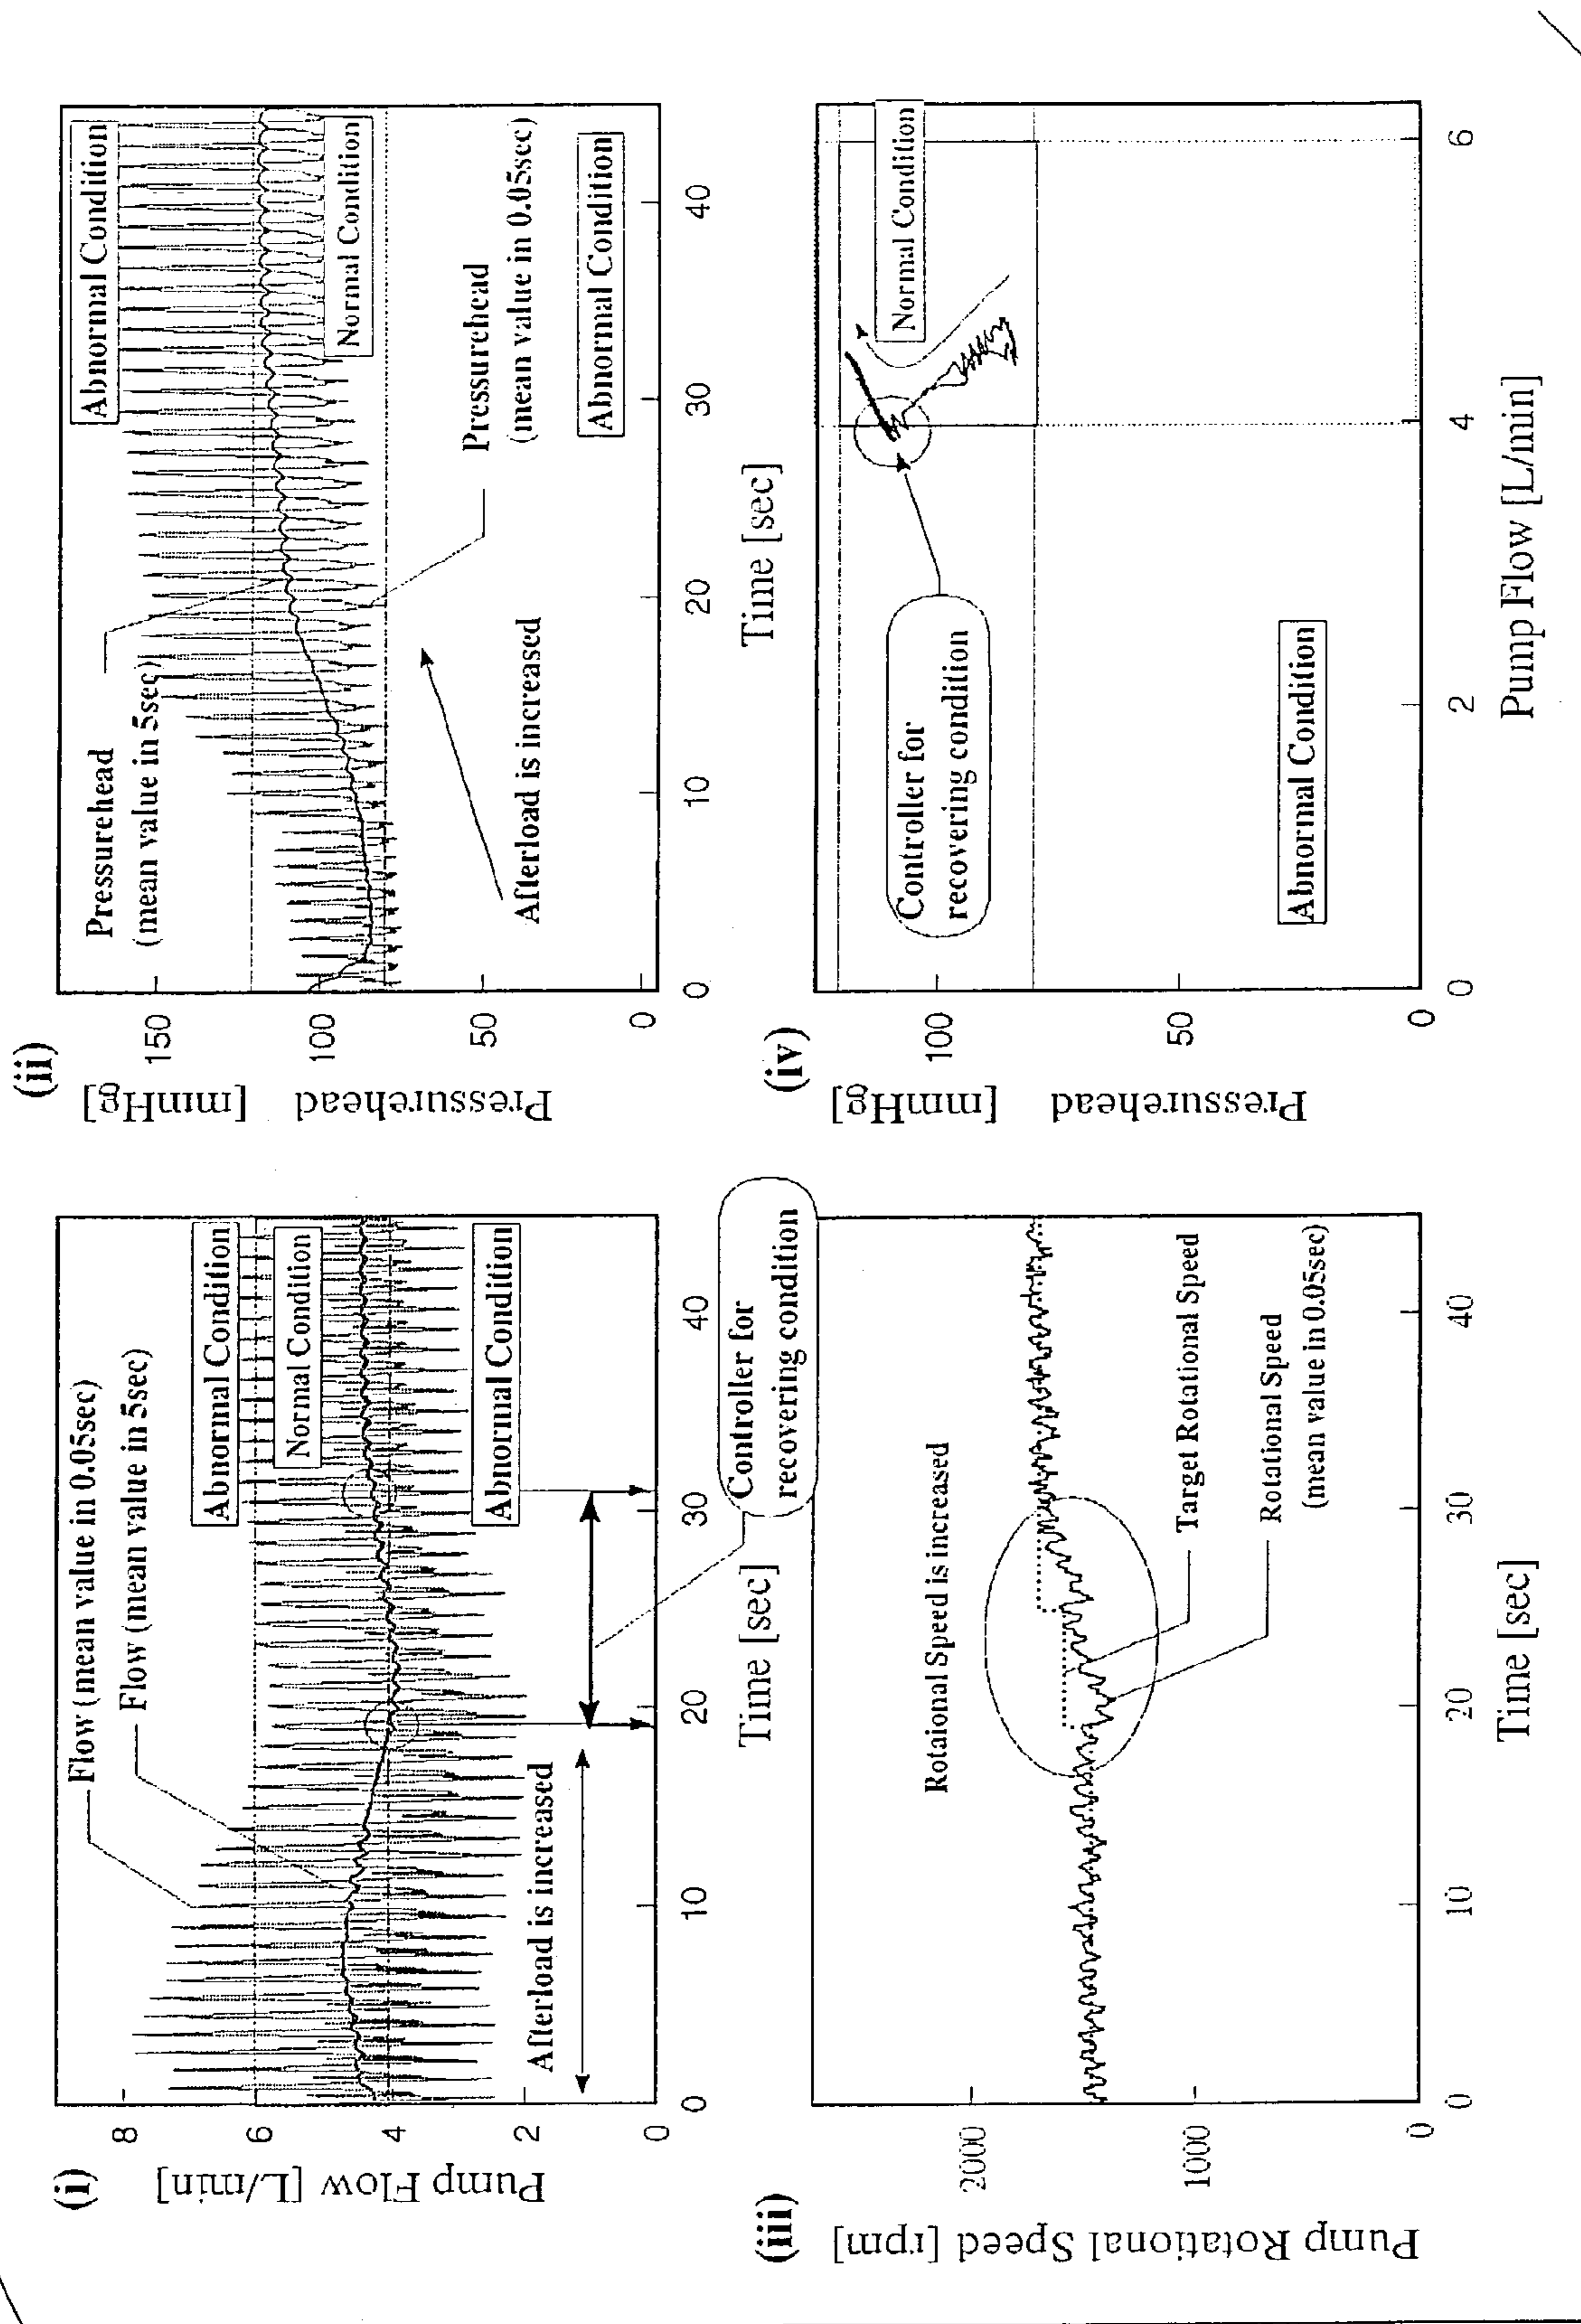 (i)
Pump Flow [L/min]
8
6
4
2
0
Flow (mean value in 0.05sec)
Flow (mean value in 5sec)
Abnormal Condition
Normal Condition
Abnormal Condition
Afterload is increased
0
10
20
30
40
Time [sec]
Controller for
recovering condition
(ii)
Pressurehead
[mmHg]
150
100
50
0
Pressurehead
(mean value in 5sec)
Abnormal Condition
Normal Condition
Pressurehead
(mean value in 0.05sec)
Afterload is increased
Abnormal Condition
0
10
20
30
40
Time [sec]
(iii)
Pump Rotational Speed [rpm]
2000
1000
0
Rotaional Speed is increased
Target Rotational Speed
Rotational Speed
(mean value in 0.05sec)
0
10
20
30
40
Time [sec]
(iv)
Pressurehead
[mmHg]
100
50
0
Normal Condition
Controller for
recovering condition
Abnormal Condition
0
2
4
6
Pump Flow [L/min]